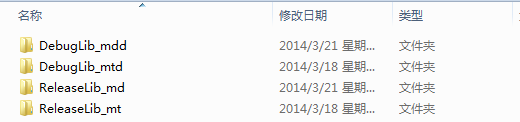 名称 修改日期 类型
DebugLib_mdd 2014/3/21 星期... 文件夹
DebugLib_mtd 2014/3/18 星期... 文件夹
ReleaseLib_md 2014/3/21 星期... 文件夹
ReleaseLib_mt 2014/3/18 星期... 文件夹